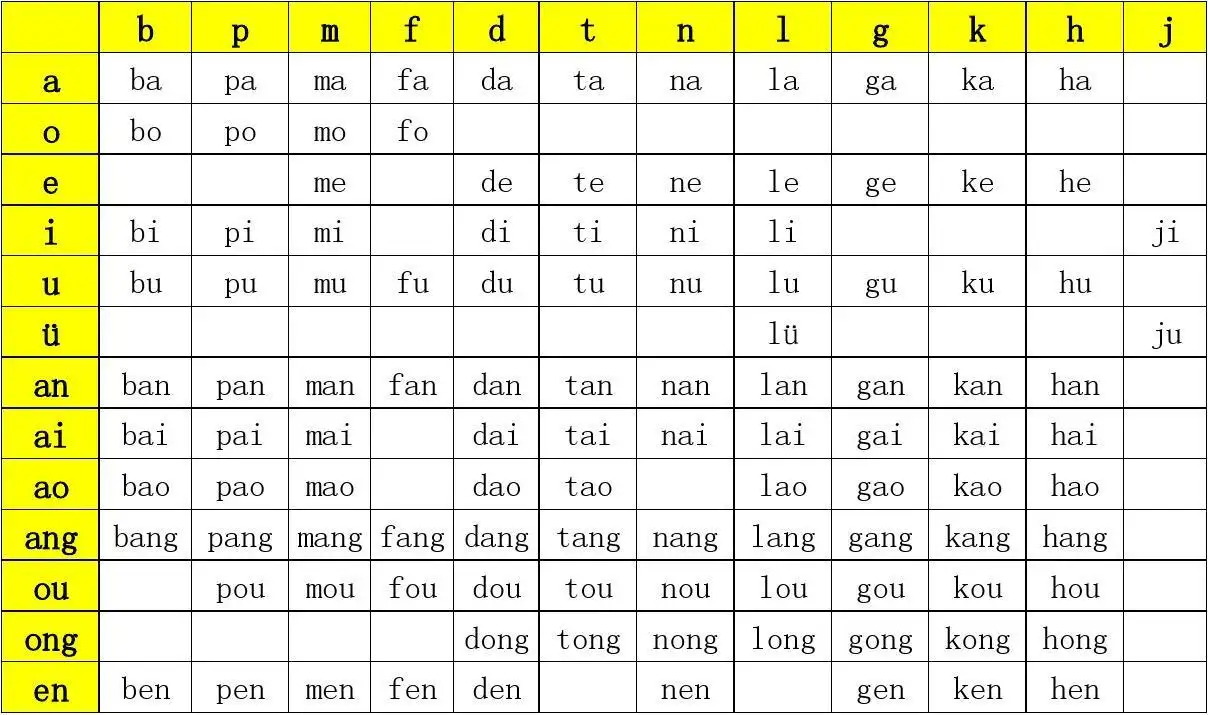 b p m f d t n l g k h j
a ba pa ma fa da ta na la ga ka ha
o bo po mo fo
e me de te ne le ge ke he
i bi pi mi di ti ni li ji
u bu pu mu fu du tu nu lu gu ku hu
ü lü ju
an ban pan man fan dan tan nan lan gan kan han
ai bai pai mai dai tai nai lai gai kai hai
ao bao pao mao dao tao lao gao kao hao
ang bang pang mang fang dang tang nang lang gang kang hang
ou pou mou fou dou tou nou lou gou kou hou
ong dong tong nong long gong kong hong
en ben pen men fen den nen gen ken hen